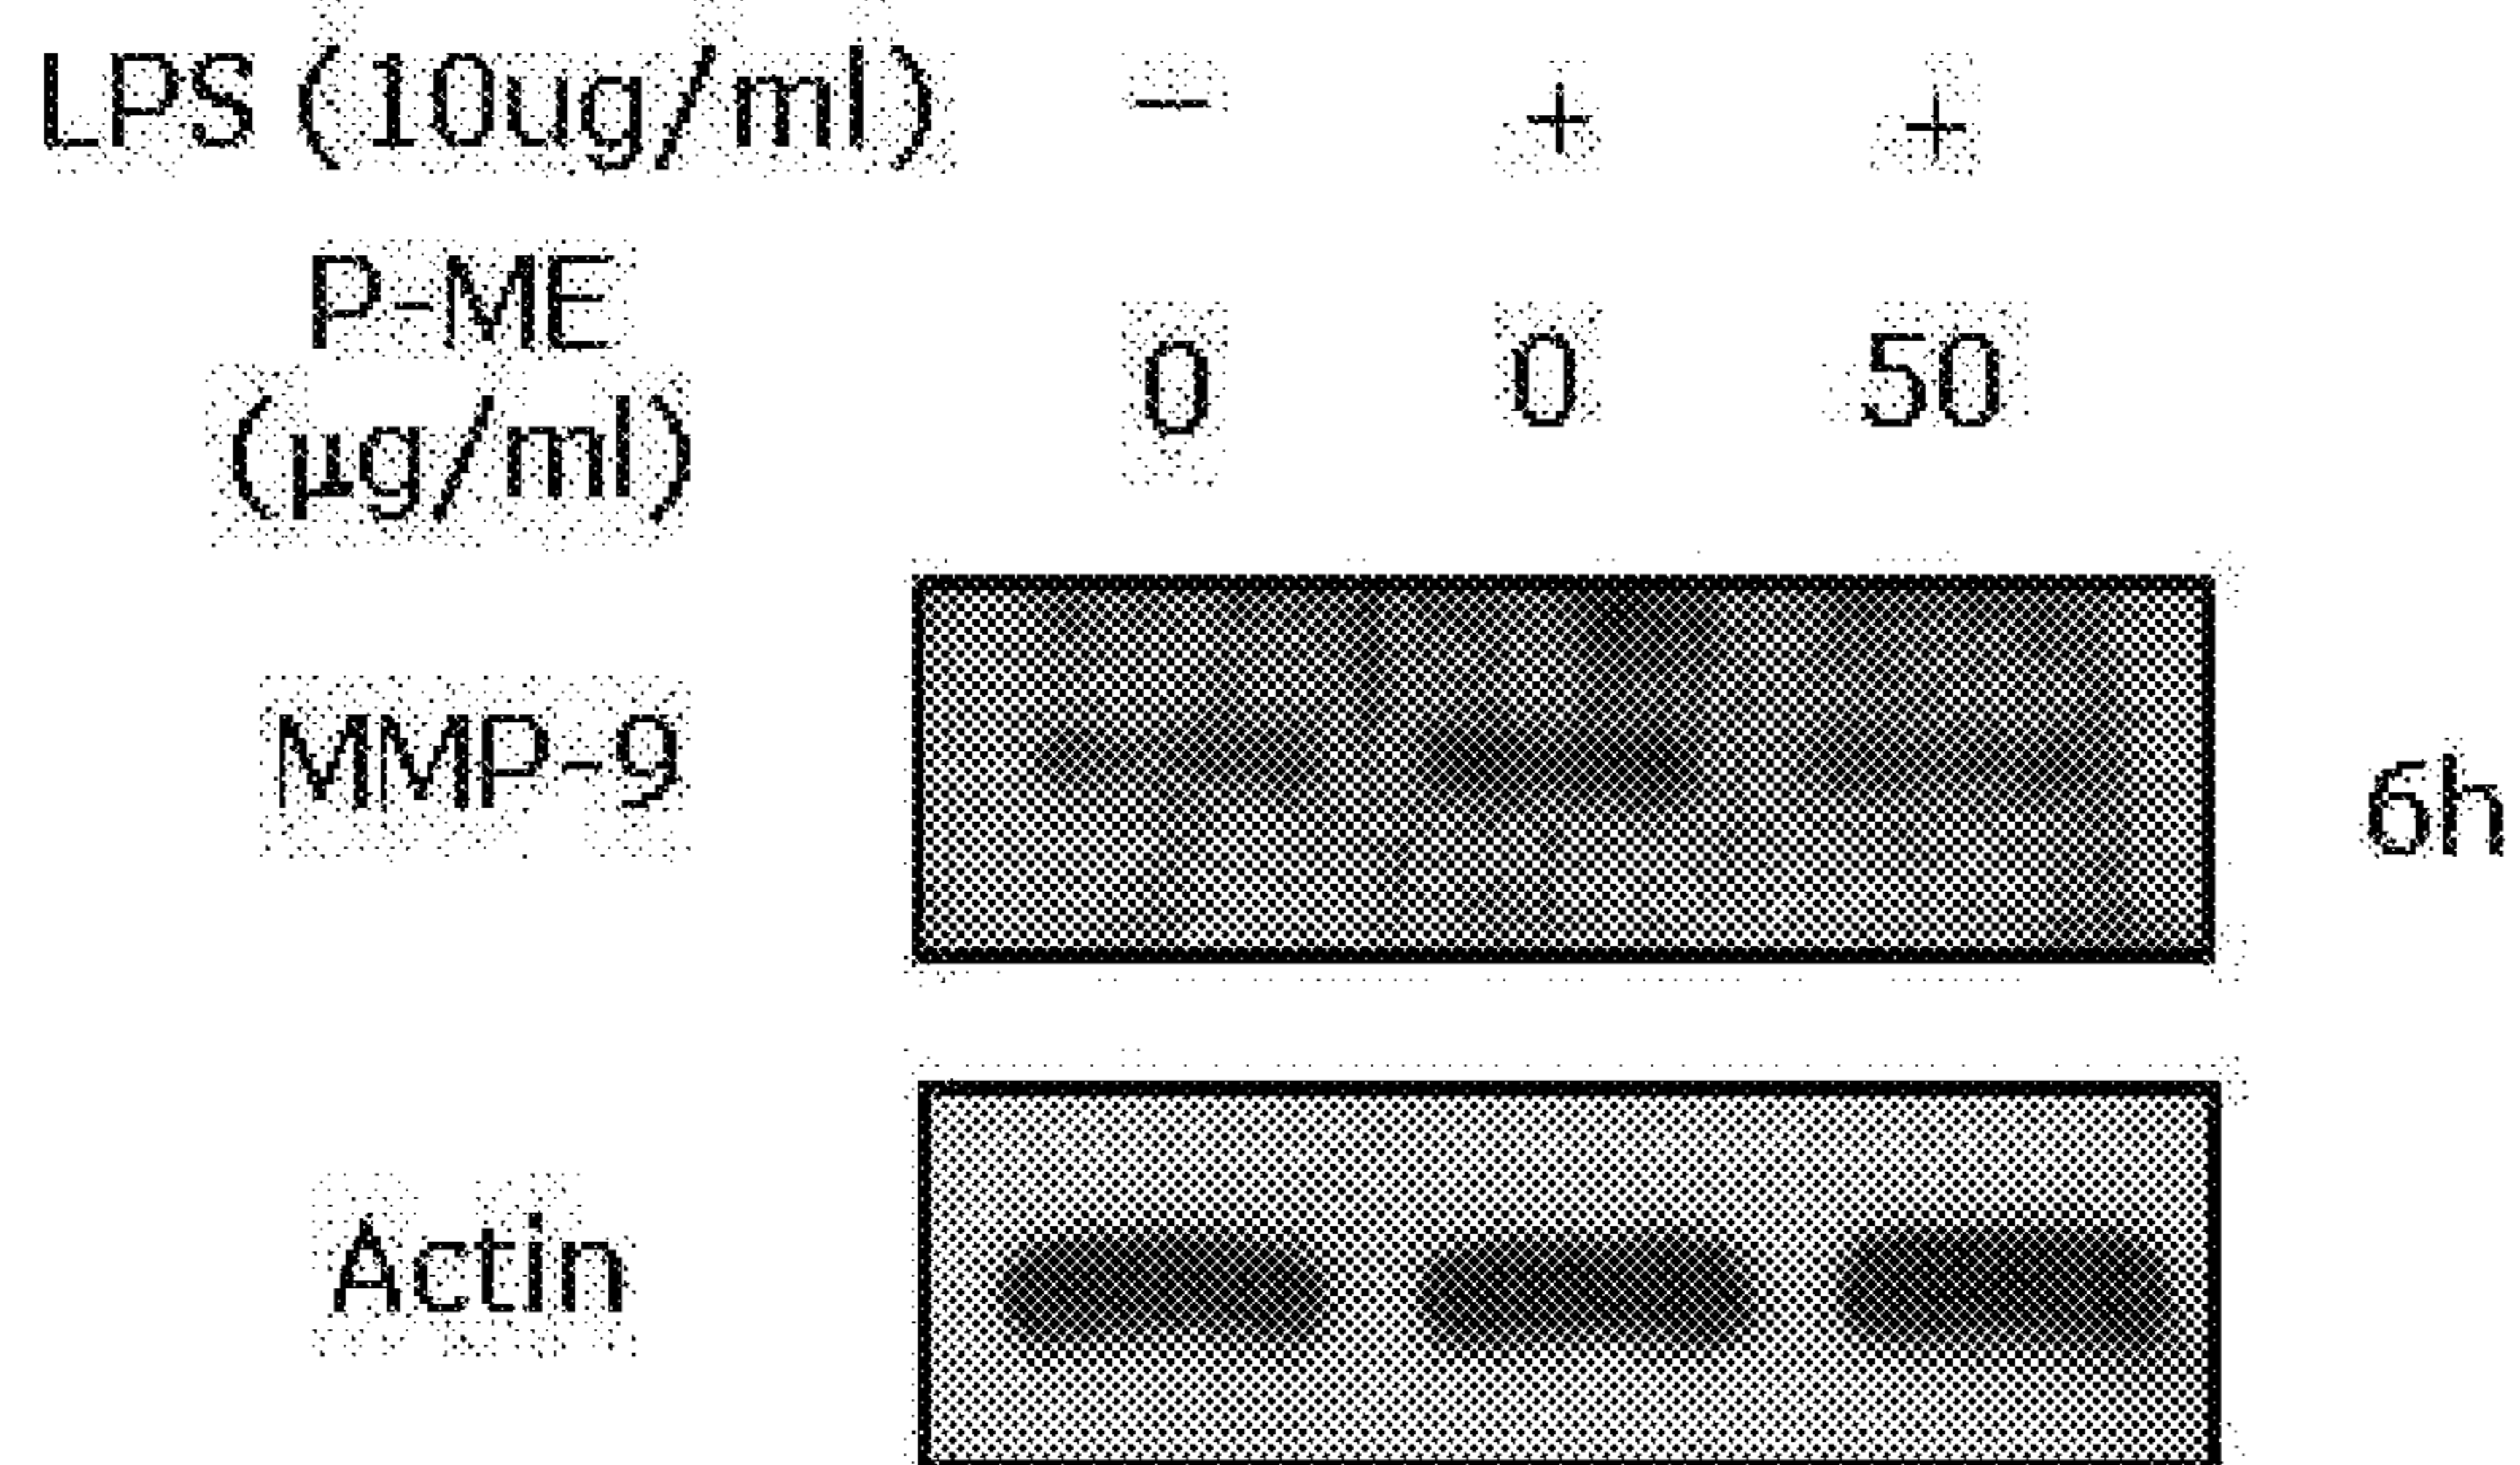 LPS (10ug/ml) − + +
P-ME
(µg/ml) 0 0 50
MMP-9
6h
Actin